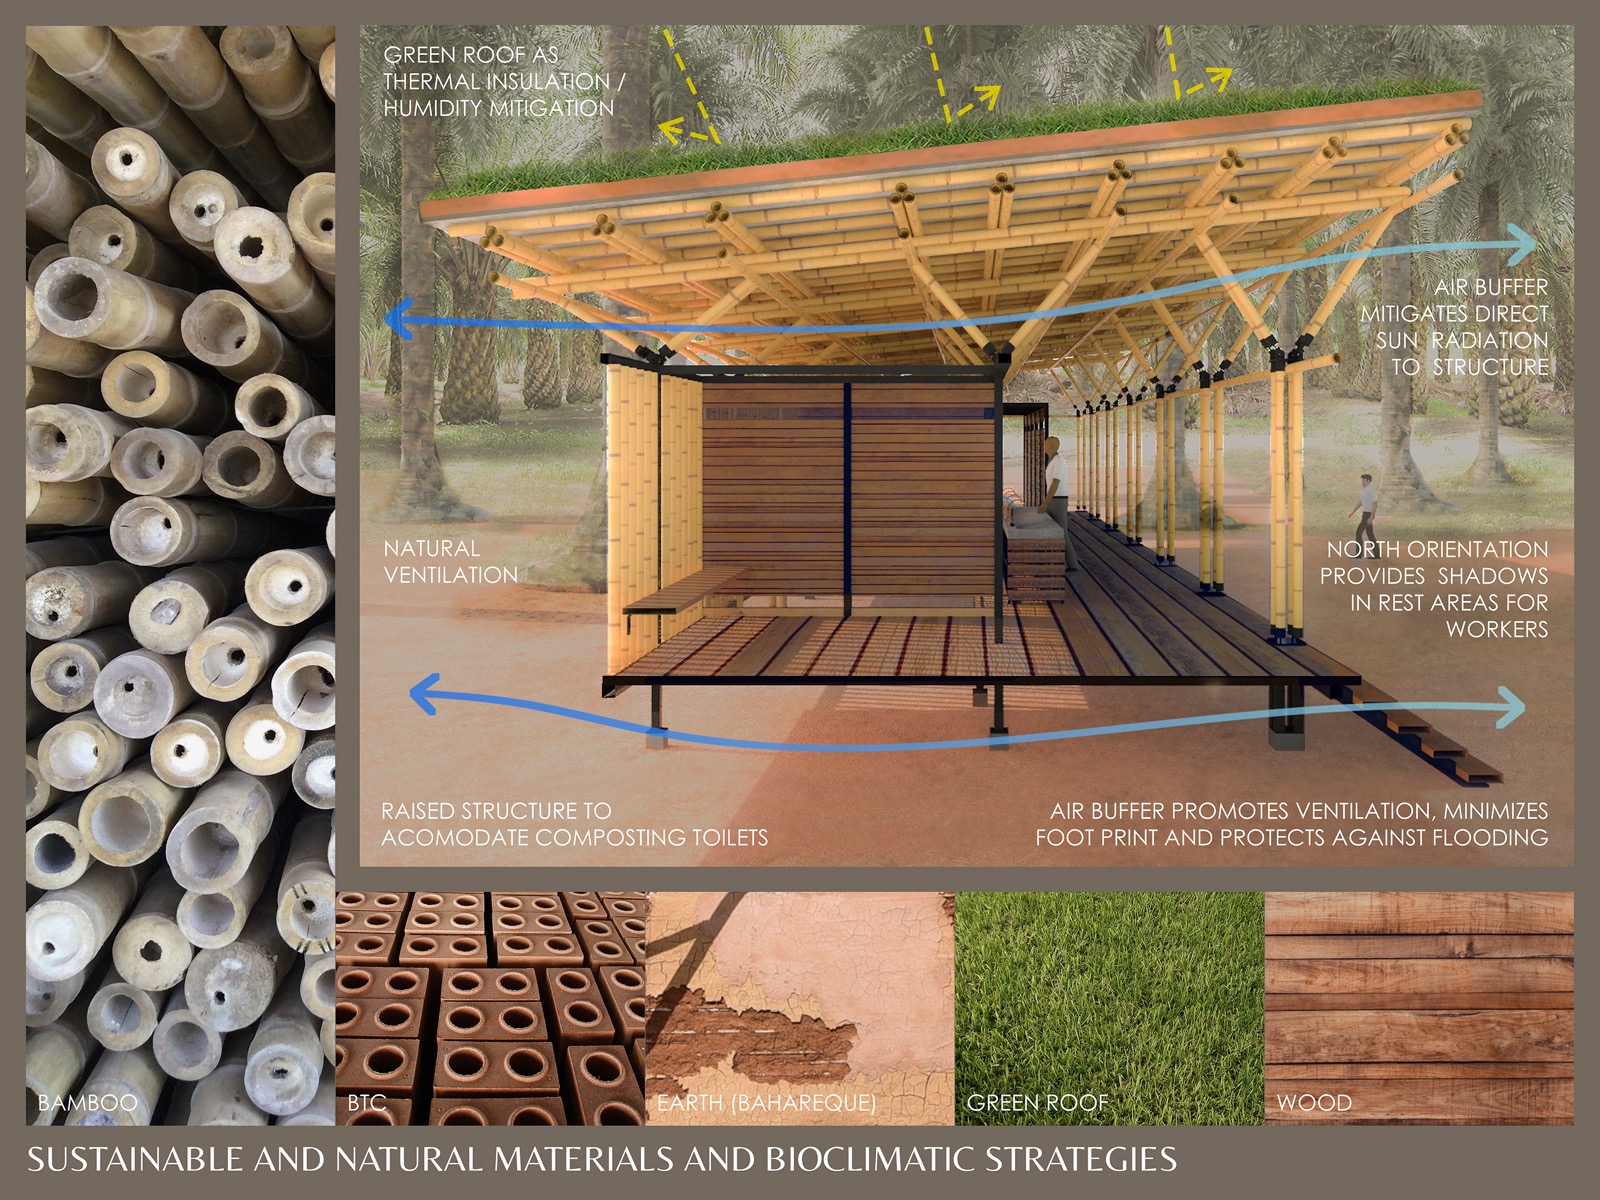 GREEN ROOF AS
THERMAL INSULATION /
HUMIDITY MITIGATION
AIR BUFFER
MITIGATES DIRECT
SUN RADIATION
TO STRUCTURE
NATURAL
VENTILATION
NORTH ORIENTATION
PROVIDES SHADOWS
IN REST AREAS FOR
WORKERS
RAISED STRUCTURE TO
ACOMODATE COMPOSTING TOILETS
AIR BUFFER PROMOTES VENTILATION, MINIMIZES
FOOT PRINT AND PROTECTS AGAINST FLOODING
BAMBOO
BTC
EARTH (BAHAREQUE)
GREEN ROOF
WOOD
SUSTAINABLE AND NATURAL MATERIALS AND BIOCLIMATIC STRATEGIES